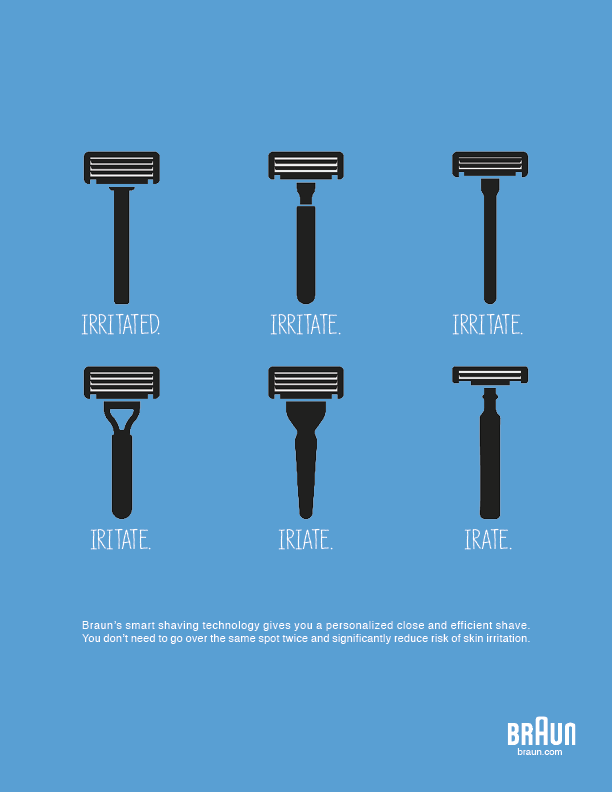 IRRITATED.
IRRITATE.
IRRITATE.
IRITATE.
IRIATE.
IRATE.
Braun's smart shaving technology gives you a personalized close and efficient shave.
You don't need to go over the same spot twice and significantly reduce risk of skin irritation.
BRAUN
braun.com